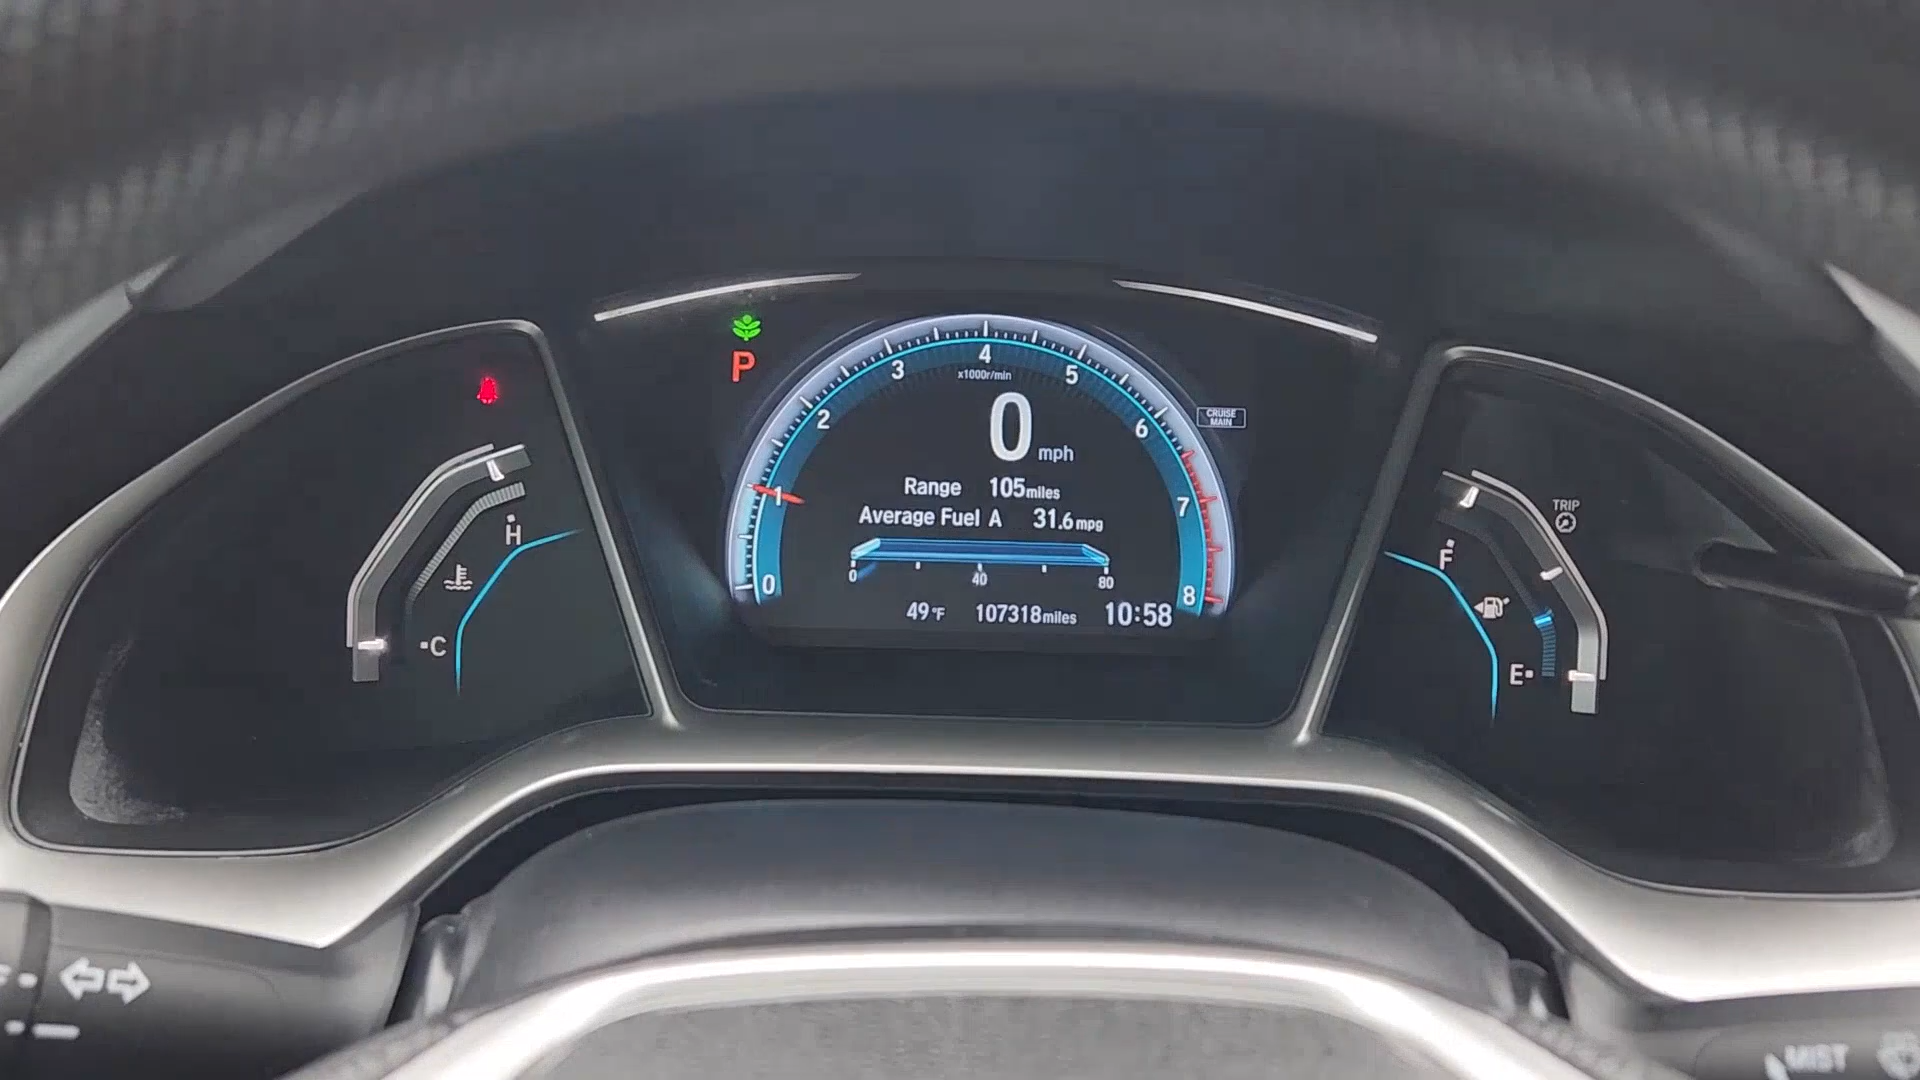 P
4
3
5
x1000r/min
2
6
CRUISE
MAIN
0 mph
1
7
Range 105miles
Average Fuel A 31.6mpg
0
8
0 40 80
49°F 107318miles 10:58
H
C
TRIP
F
E
MIST